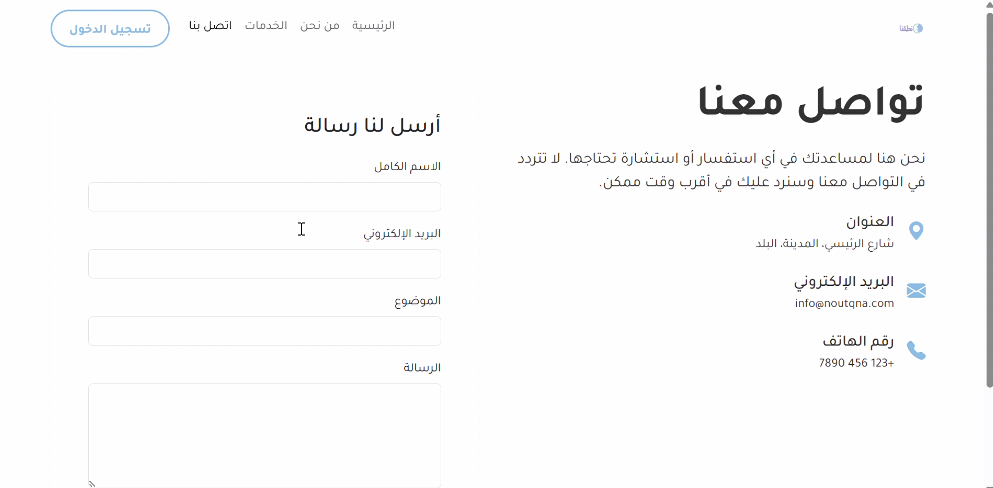 نطقنا
الرئيسية
من نحن
الخدمات
اتصل بنا
تسجيل الدخول
تواصل معنا
نحن هنا لمساعدتك في أي استفسار أو استشارة تحتاجها. لا تتردد
في التواصل معنا وسنرد عليك في أقرب وقت ممكن.
العنوان
شارع الرئيسي، المدينة، البلد
البريد الإلكتروني
info@noutqna.com
رقم الهاتف
+123 456 7890
أرسل لنا رسالة
الاسم الكامل
البريد الإلكتروني
الموضوع
الرسالة